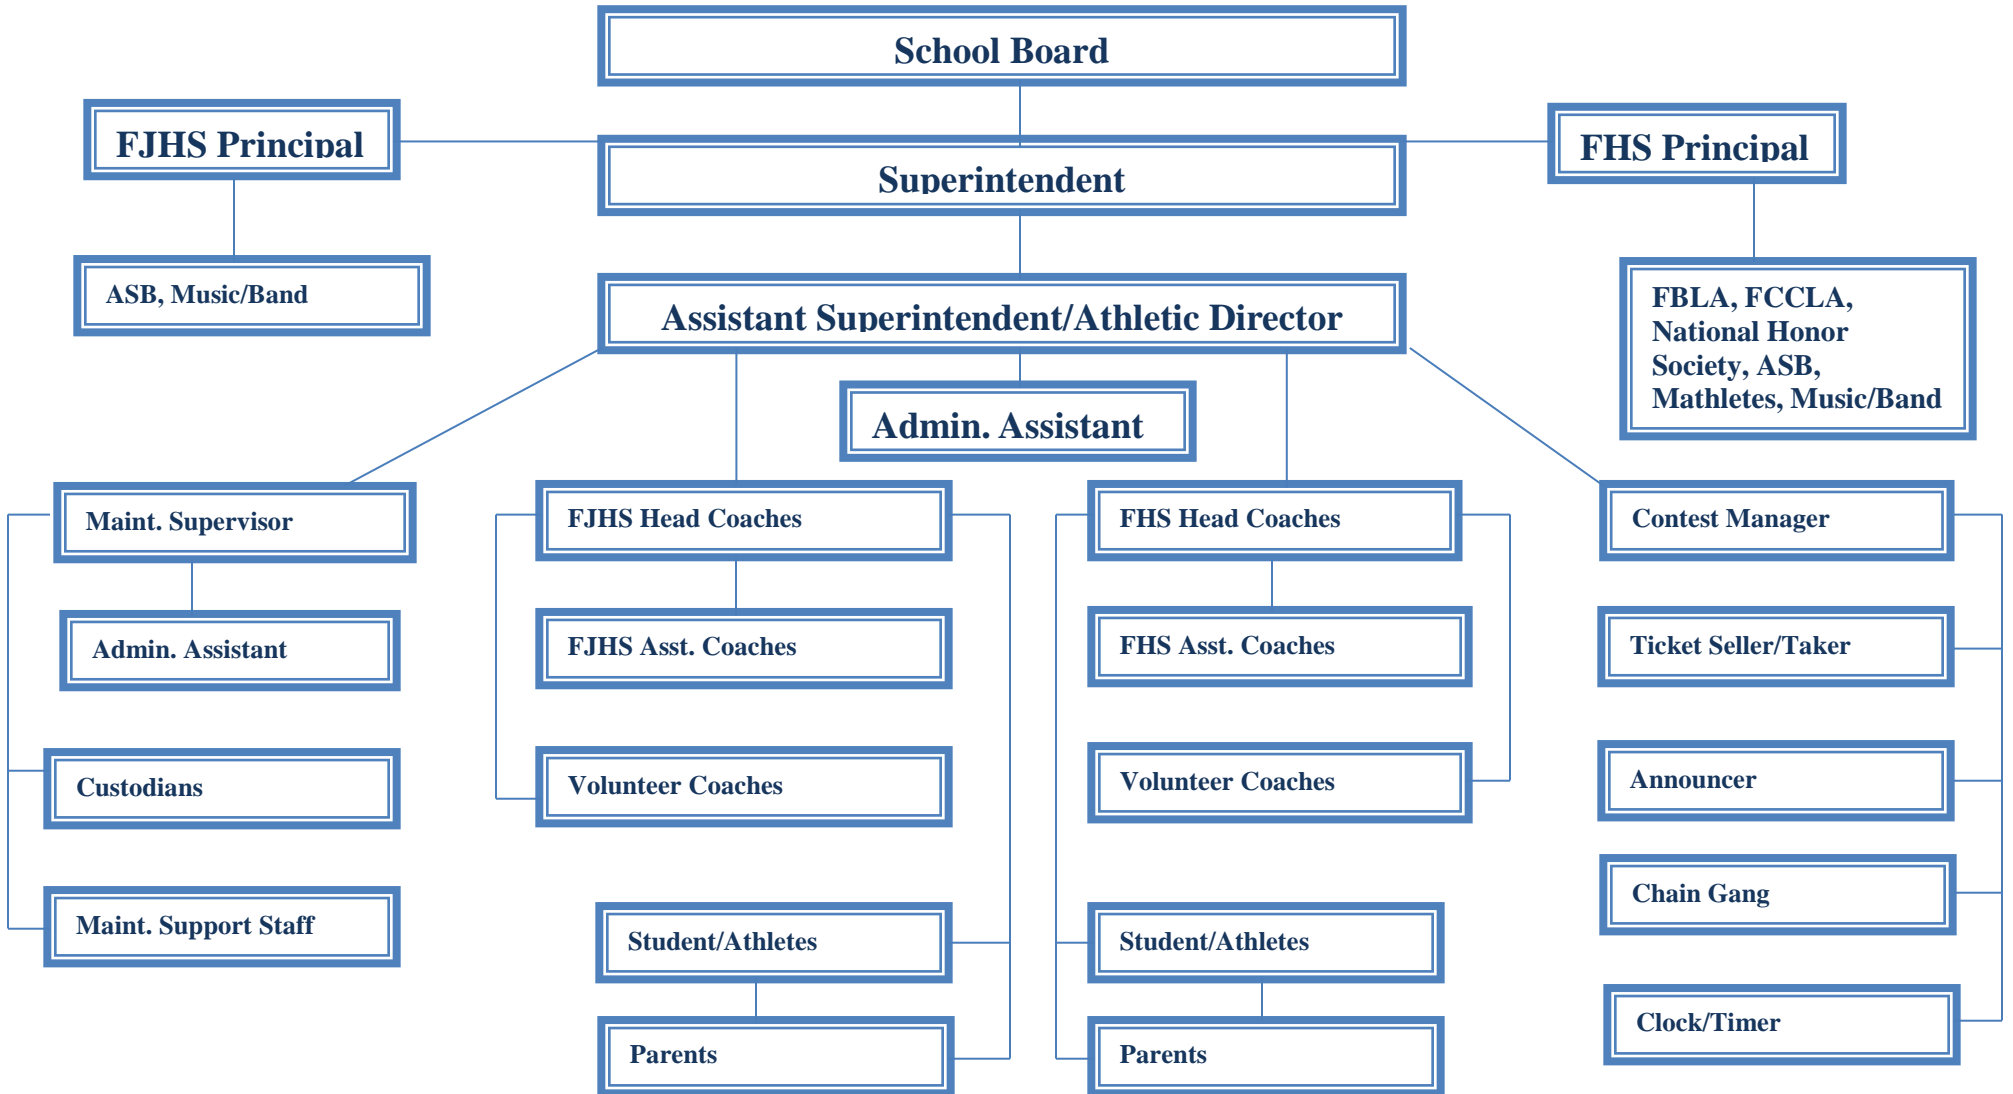 School Board
FJHS Principal
FHS Principal
Superintendent
ASB, Music/Band
FBLA, FCCLA,
National Honor
Society, ASB,
Mathletes, Music/Band
Assistant Superintendent/Athletic Director
Admin. Assistant
Maint. Supervisor
FJHS Head Coaches
FHS Head Coaches
Contest Manager
Admin. Assistant
FJHS Asst. Coaches
FHS Asst. Coaches
Ticket Seller/Taker
Custodians
Volunteer Coaches
Volunteer Coaches
Announcer
Maint. Support Staff
Student/Athletes
Student/Athletes
Chain Gang
Parents
Parents
Clock/Timer